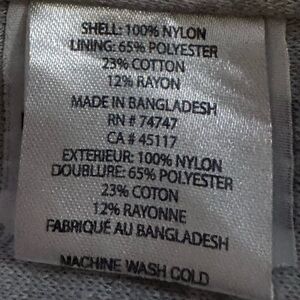 SHELL: 100% NYLON
LINING: 65% POLYESTER
23% COTTON
12% RAYON
MADE IN BANGLADESH
RN # 74747
CA # 45117
EXTERIEUR: 100% NYLON
DOUBLURE: 65% POLYESTER
23% COTON
12% RAYONNE
FABRIQUÉ AU BANGLADESH
MACHINE WASH COLD